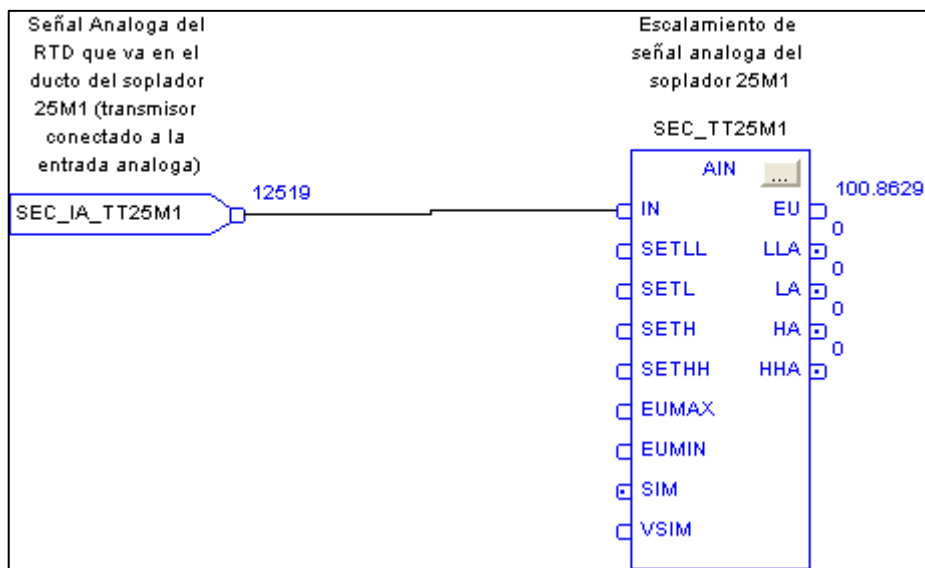 Señal Analoga del
RTD que va en el
ducto del soplador
25M1 (transmisor
conectado a la
entrada analoga)
SEC_IA_TT25M1
12519
Escalamiento de
señal analoga del
soplador 25M1
SEC_TT25M1
AIN ...
IN EU 100.8629
SETLL LLA 0
SETL LA 0
SETH HA 0
SETHH HHA 0
EUMAX
EUMIN
SIM
VSIM